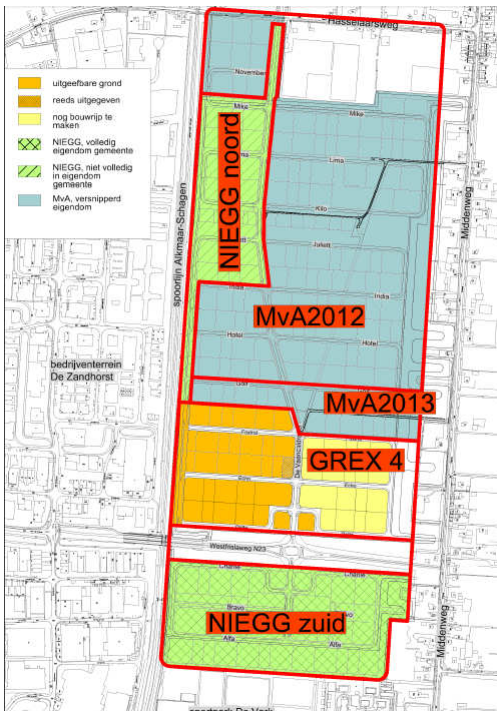 Hasselaarsweg
uitgeefbare grond
reeds uitgegeven
nog bouwrijp te
maken
NIEGG, volledig
eigendom gemeente
NIEGG, niet volledig
in eigendom
gemeente
MvA, versnipperd
eigendom
November
Mike
Mike
Lima
Kilo
Juliett
India
Hotel
Hotel
NIEGG noord
spoorlijn Alkmaar-Schagen
Middenweg
MvA2012
bedrijventerrein
De Zandhorst
MvA2013
GREX 4
Westfrisiaweg N23
Charlie
Bravo
NIEGG zuid
Alfa
Alfa
Middenweg